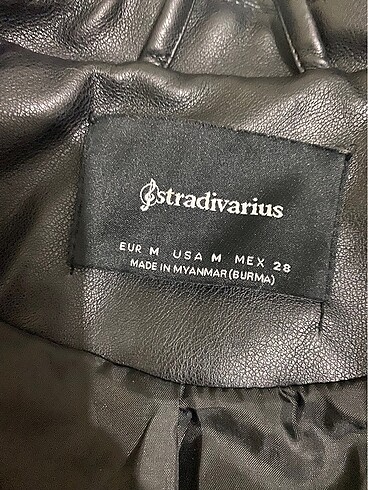 stradivarius
EUR M USA M MEX 28
MADE IN MYANMAR (BURMA)